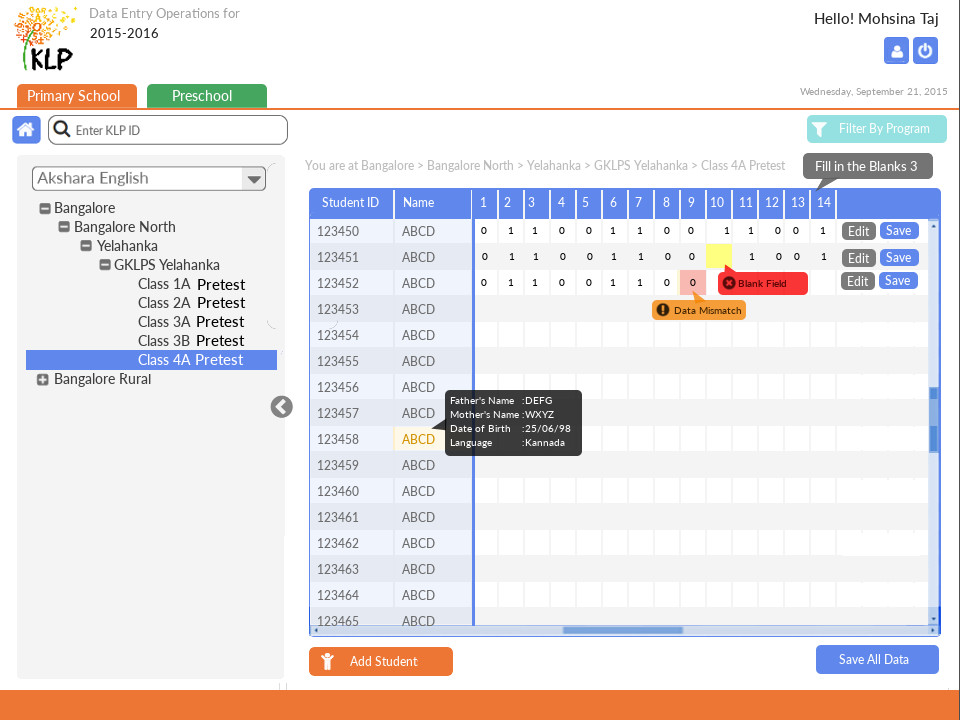 Data Entry Operations for
2015-2016
KLP
Hello! Mohsina Taj
Primary School
Preschool
Wednesday, September 21, 2015
Enter KLP ID
Filter By Program
You are at Bangalore > Bangalore North > Yelahanka > GKLPS Yelahanka > Class 4A Pretest
Fill in the Blanks 3
Akshara English
Bangalore
Bangalore North
Yelahanka
GKLPS Yelahanka
Class 1A Pretest
Class 2A Pretest
Class 3A Pretest
Class 3B Pretest
Class 4A Pretest
Bangalore Rural
Student ID Name 1 2 3 4 5 6 7 8 9 10 11 12 13 14
123450 ABCD 0 1 1 0 0 1 1 0 0 1 1 0 0 1 Edit Save
123451 ABCD 0 1 1 0 0 1 1 0 0 1 0 0 1 Edit Save
123452 ABCD 0 1 1 0 0 1 1 0 0 Blank Field Edit Save
123453 ABCD Data Mismatch
123454 ABCD
123455 ABCD
123456 ABCD
123457 ABCD
123458 ABCD
Father's Name :DEFG
Mother's Name :WXYZ
Date of Birth :25/06/98
Language :Kannada
123459 ABCD
123460 ABCD
123461 ABCD
123462 ABCD
123463 ABCD
123464 ABCD
123465 ABCD
Add Student
Save All Data